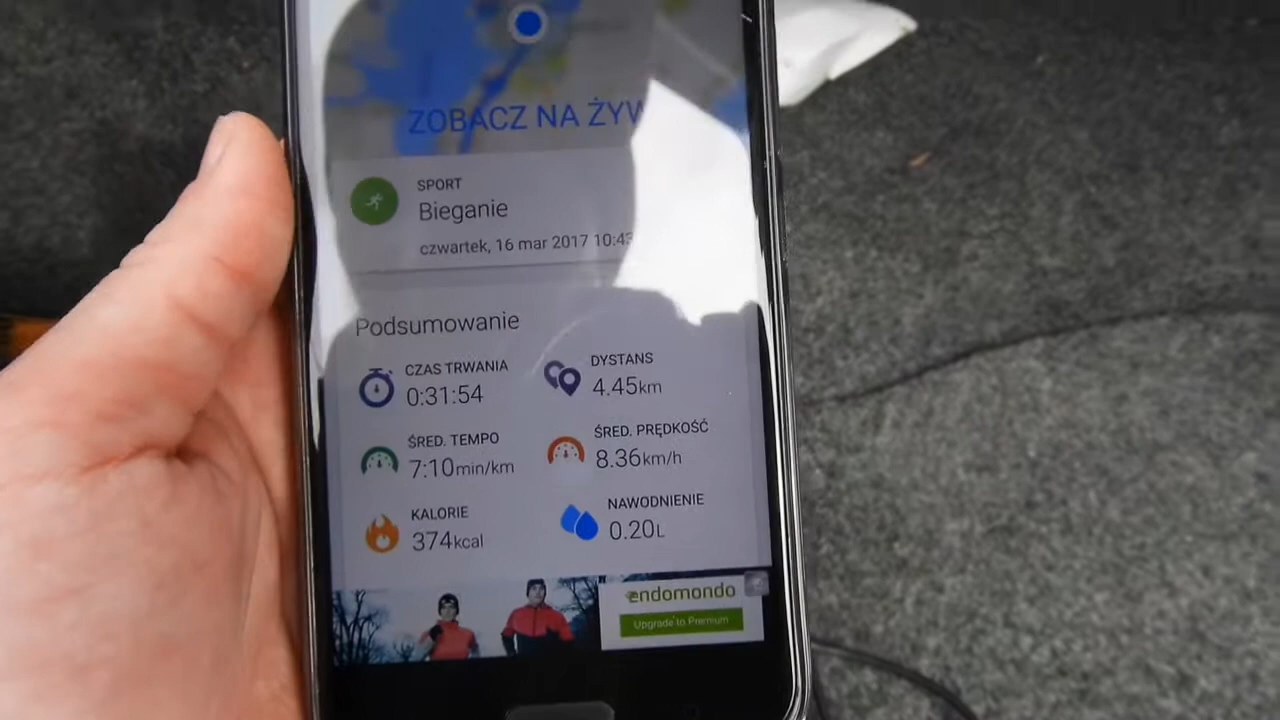 ZOBACZ NA ŻYW
SPORT
Bieganie
czwartek, 16 mar 2017 10:43
Podsumowanie
CZAS TRWANIA
0:31:54
DYSTANS
4.45km
ŚRED. TEMPO
7:10min/km
ŚRED. PRĘDKOŚĆ
8.36km/h
KALORIE
374kcal
NAWODNIENIE
0.20L
endomondo
Upgrade to Premium